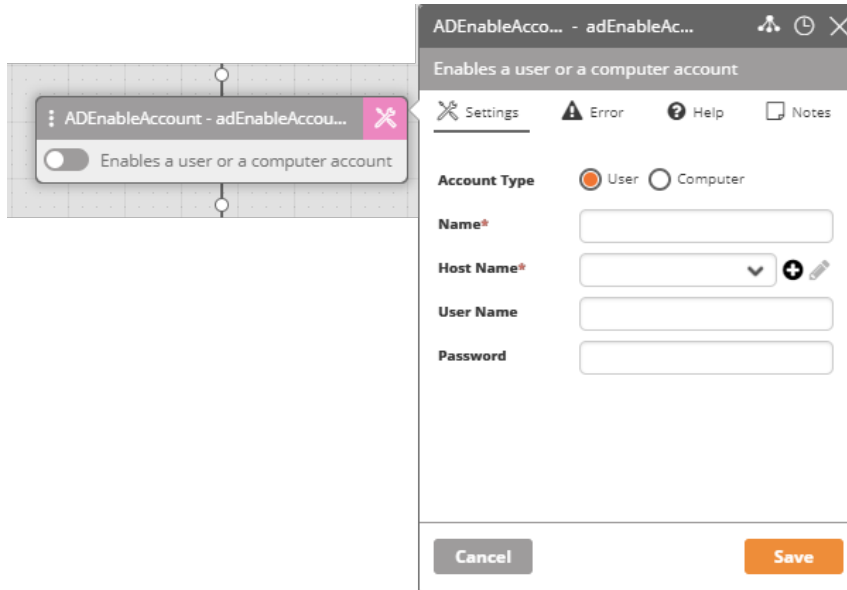 ADEnableAccount - adEnableAccou...
Enables a user or a computer account
ADEnableAcco... - adEnableAc...
Enables a user or a computer account
Settings Error Help Notes
Account Type User Computer
Name*
Host Name*
User Name
Password
Cancel Save